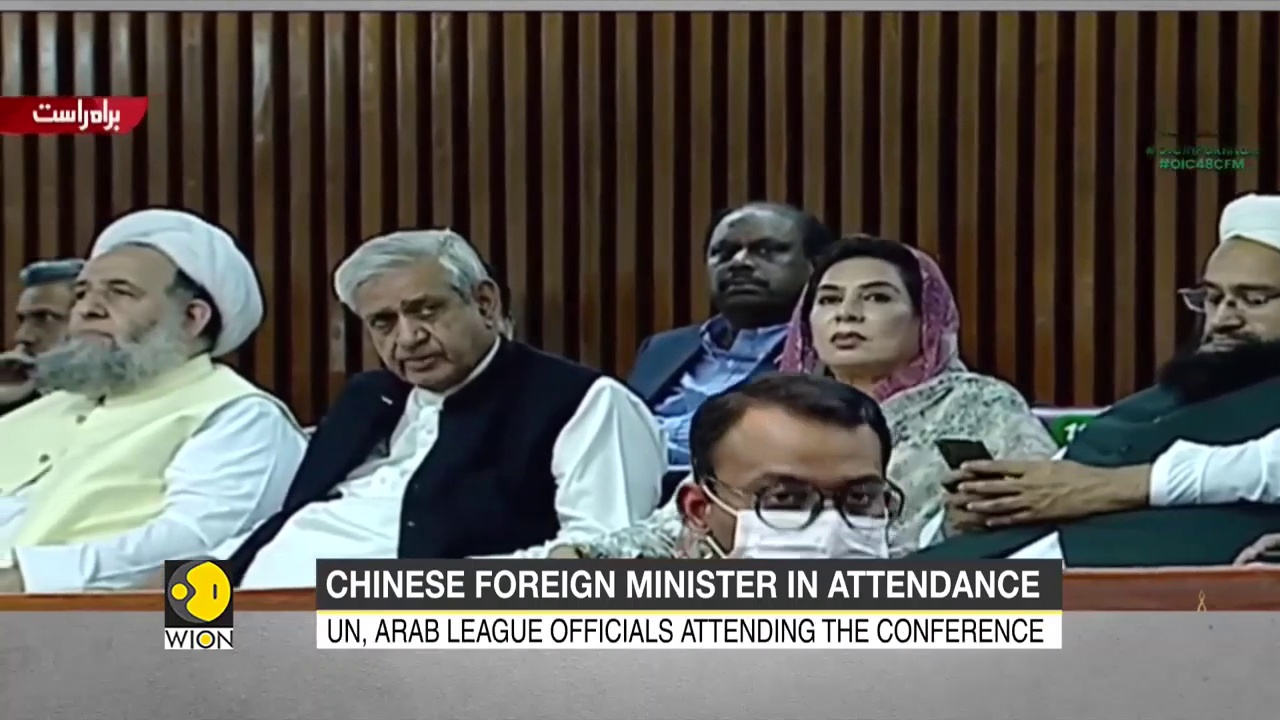 براہ راست
#OIC48CFM
CHINESE FOREIGN MINISTER IN ATTENDANCE
WION
UN, ARAB LEAGUE OFFICIALS ATTENDING THE CONFERENCE